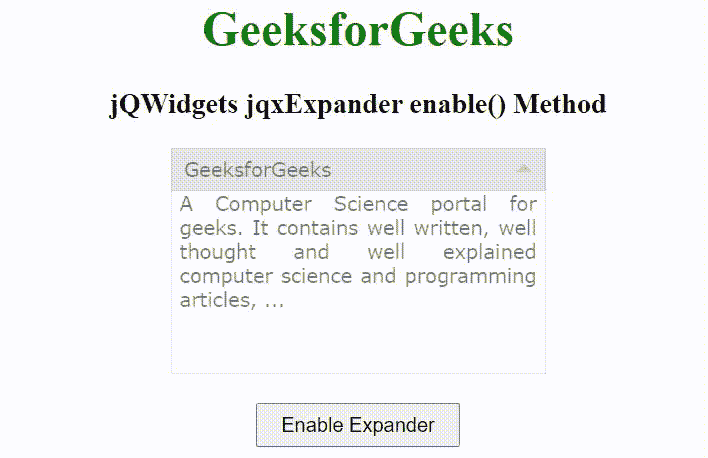 GeeksforGeeks
jQWidgets jqxExpander enable() Method
GeeksforGeeks
A Computer Science portal for
geeks. It contains well written, well
thought and well explained
computer science and programming
articles, ...
Enable Expander